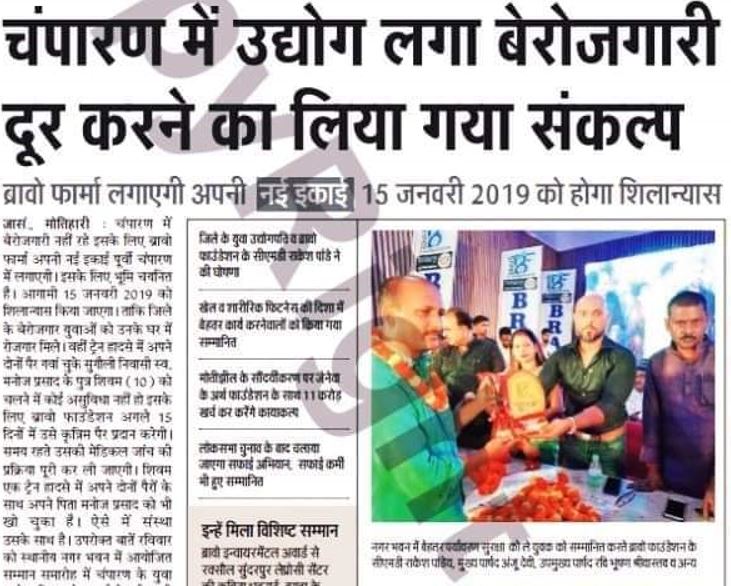 चंपारण में उद्योग लगा बेरोजगारी
दूर करने का लिया गया संकल्प
ब्रावो फार्मा लगाएगी अपनी नई इकाई 15 जनवरी 2019 को होगा शिलान्यास
जासं, मोतिहारी : चंपारण में
बेरोजगारी नहीं रहे इसके लिए ब्रावो
फार्मा अपनी नई इकाई पूर्वी चंपारण
में लगाएगी। इसके लिए भूमि चयनित
है। आगामी 15 जनवरी 2019 को
शिलान्यास किया जाएगा। ताकि जिले
के बेरोजगार युवाओं को उनके घर में
रोजगार मिले। वहीं ट्रेन हादसे में अपने
दोनों पैर गवां चुके सुगौली निवासी स्व.
मनोज प्रसाद के पुत्र शिवम (10) को
चलने में कोई असुविधा नहीं हो इसके
लिए ब्रावो फाउंडेशन अगले 15
दिनों में उसे कृत्रिम पैर प्रदान करेगी।
समय रहते उसकी मेडिकल जांच की
प्रक्रिया पूरी कर ली जाएगी। शिवम
एक ट्रेन हादसे में अपने दोनों पैरों के
साथ अपने पिता मनोज प्रसाद को भी
खो चुका है। ऐसे में संस्था
उसके साथ है। उपरोक्त बातें रविवार
को स्थानीय नगर भवन में आयोजित
सम्मान समारोह में चंपारण के युवा
जिले के युवा उद्योगपति व ब्रावो
फाउंडेशन के सीएमडी राकेश पांडे ने
की घोषणा
खेल व शारीरिक फिटनेस की दिशा में
बेहतर कार्य करनेवालों को किया गया
सम्मानित
मोतीझील के सौंदर्यीकरण पर जेनेवा
के अर्थ फाउंडेशन के साथ 11 करोड़
खर्च कर करेंगे कायाकल्प
लोकसभा चुनाव के बाद चलाया
जाएगा सफाई अभियान, सफाई कर्मी
भी हुए सम्मानित
इन्हें मिला विशिष्ट सम्मान
ब्रावो इन्वायरमेंटल अवार्ड से
रक्सौल सुंदरपुर लेप्रोसी सेंटर
BRA
नगर भवन में बेहतर पर्यावरण सुरक्षा को ले युवक को सम्मानित करते ब्रावो फाउंडेशन के
सीएमडी राकेश पांडेय, मुख्य पार्षद अंजू देवी, उपमुख्य पार्षद रवि भूषण श्रीवास्तव व अन्य